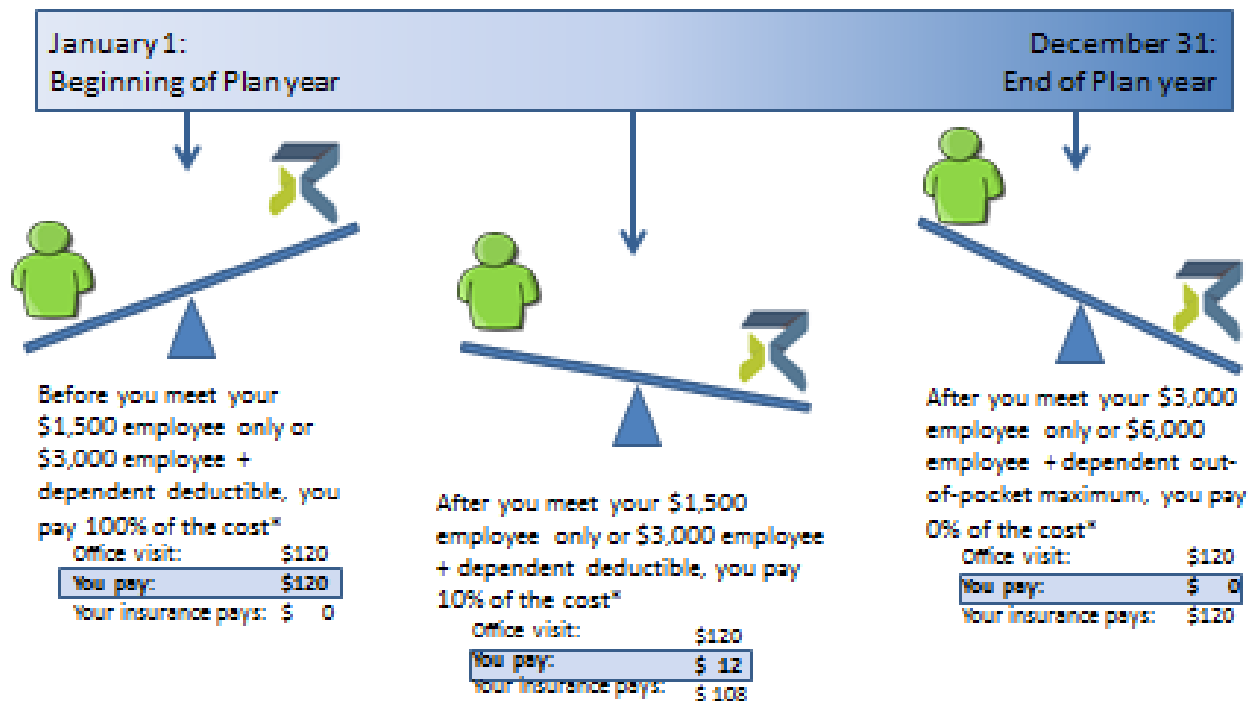 January 1:
Beginning of Plan year
December 31:
End of Plan year
Before you meet your
$1,500 employee only or
$3,000 employee +
dependent deductible, you
pay 100% of the cost*
Office visit: $120
You pay: $120
Your insurance pays: $ 0
After you meet your $1,500
employee only or $3,000 employee
+ dependent deductible, you pay
10% of the cost*
Office visit: $120
You pay: $ 12
Your insurance pays: $ 108
After you meet your $3,000
employee only or $6,000
employee + dependent out-
of-pocket maximum, you pay
0% of the cost*
Office visit: $120
You pay: $ 0
Your insurance pays: $120